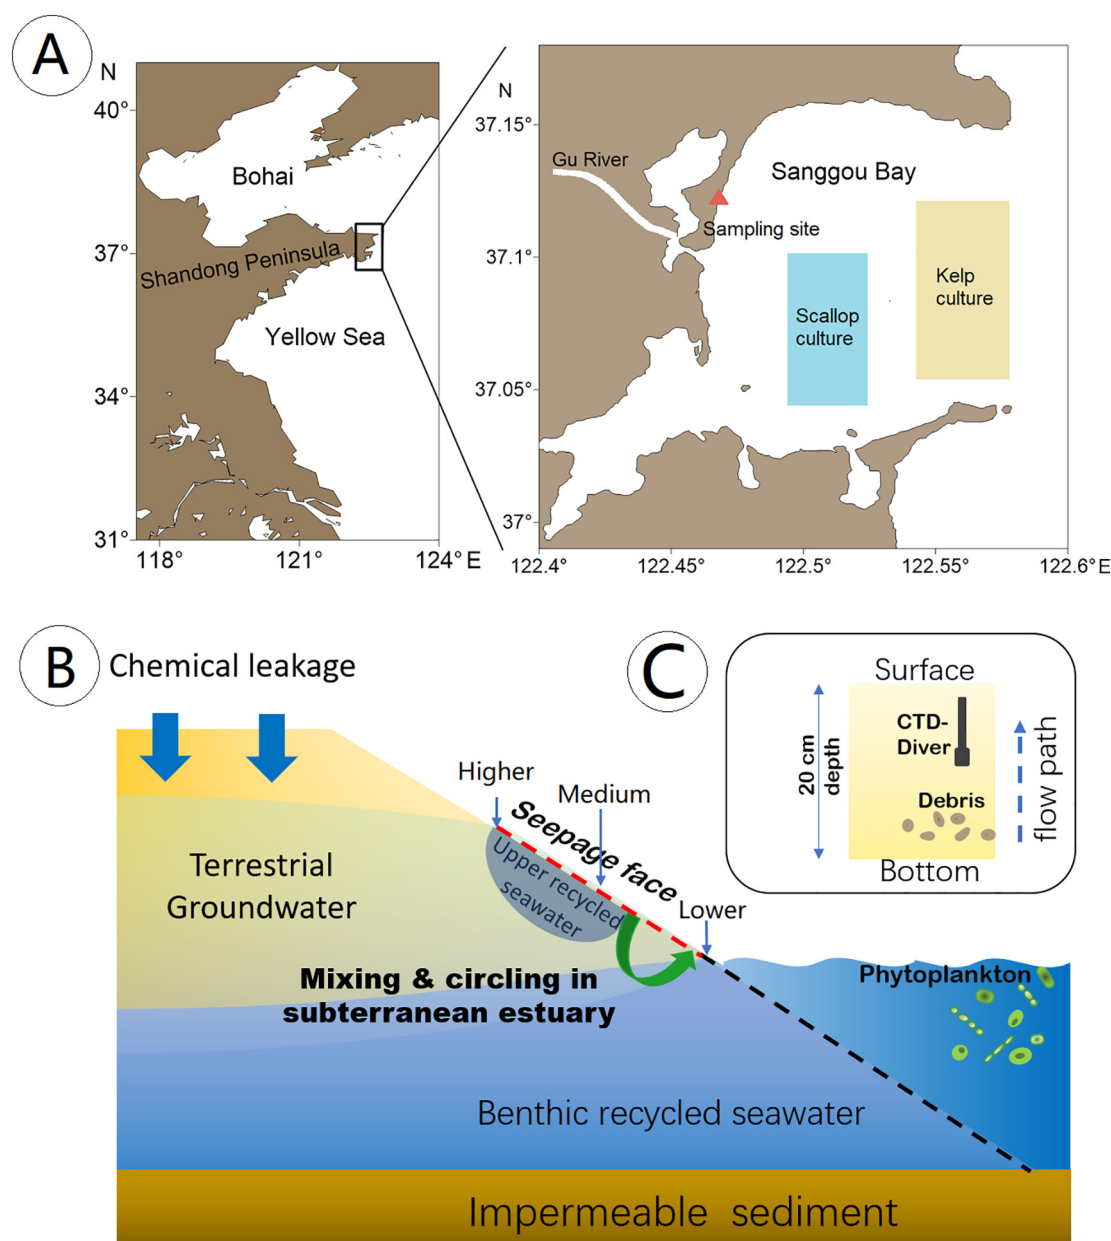 A
N
40°
37°
34°
31°
118°
121°
124° E
Bohai
Shandong Peninsula
Yellow Sea
N
37.15°
37.1°
37.05°
37°
122.4°
122.45°
122.5°
122.55°
122.6° E
Gu River
Sanggou Bay
Sampling site
Scallop
culture
Kelp
culture
B
Chemical leakage
Higher
Medium
Seepage face
Lower
Upper recycled
seawater
Terrestrial
Groundwater
Mixing & circling in
subterranean estuary
Phytoplankton
Benthic recycled seawater
Impermeable sediment
C
Surface
CTD-
Diver
20 cm
depth
Debris
flow path
Bottom